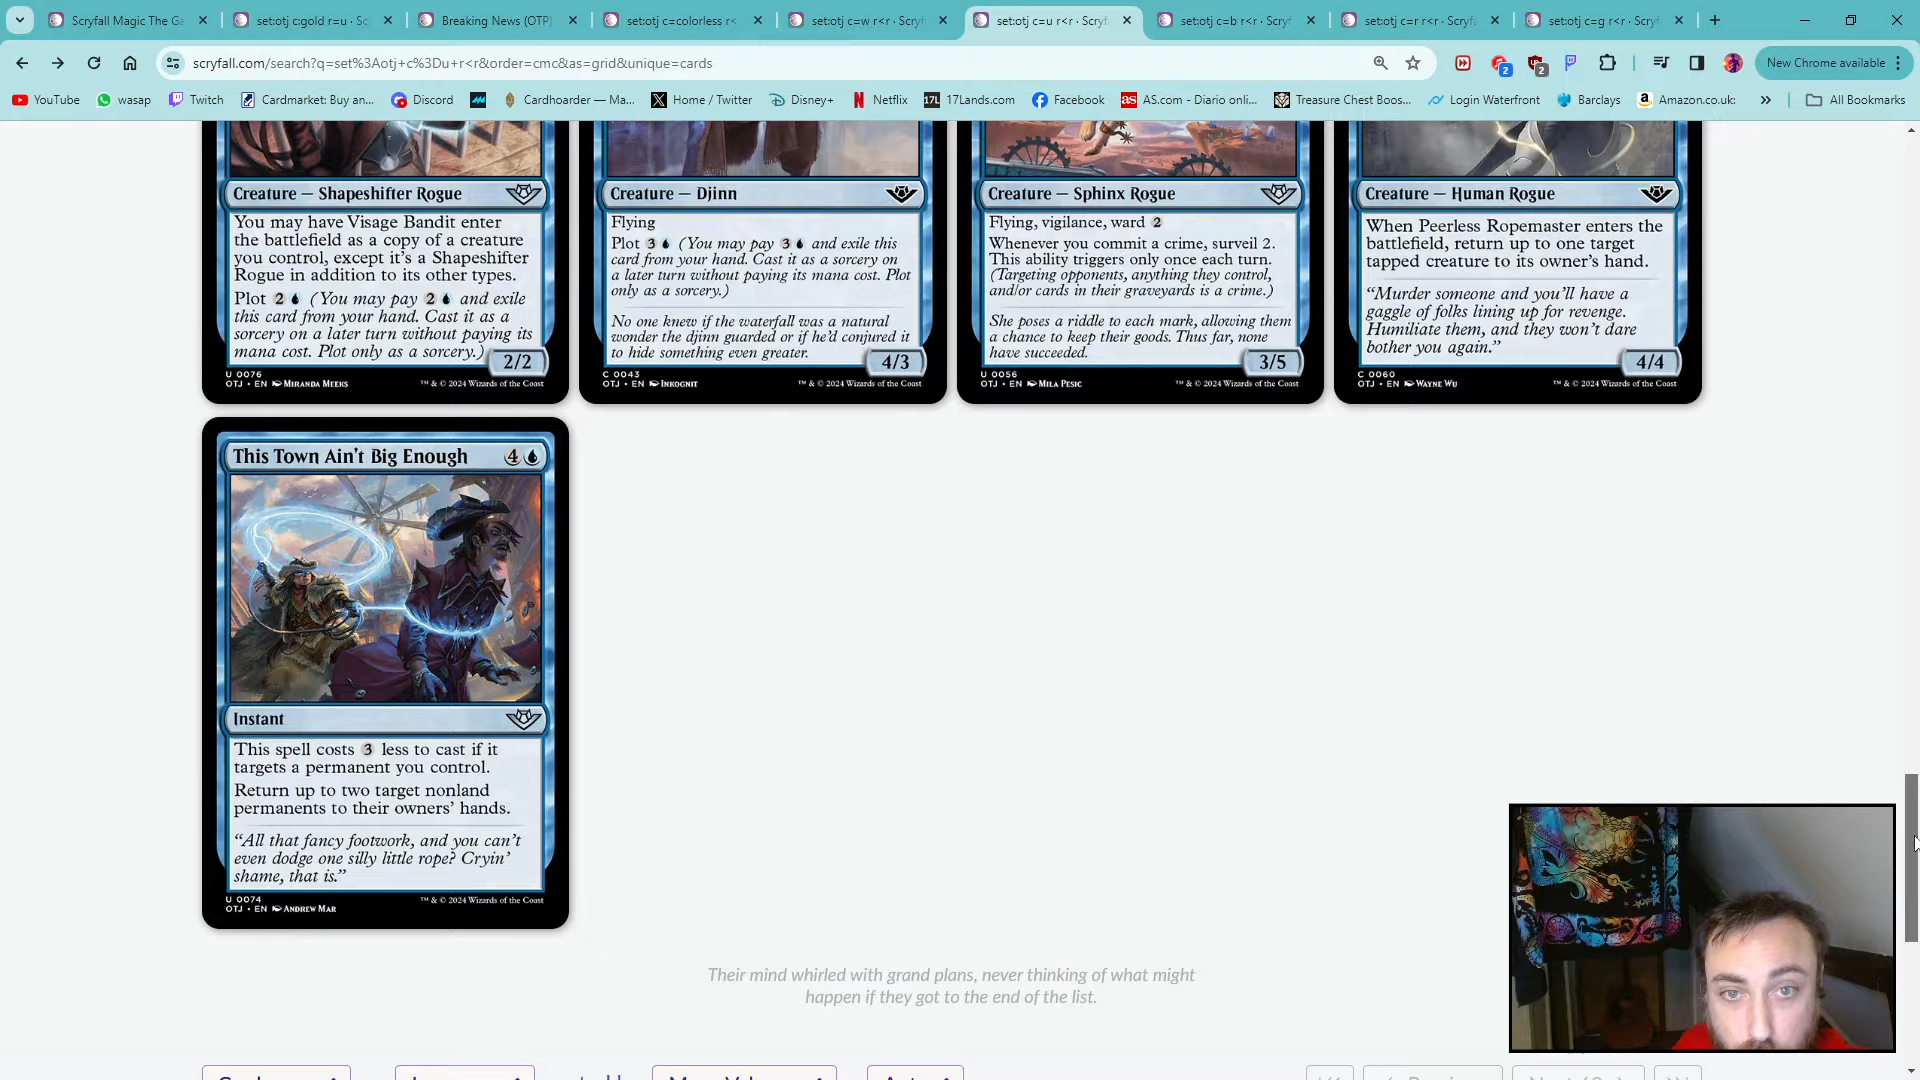 Scryfall Magic The Ga
set:otj c:gold r=u · Sc
Breaking News (OTP)
set:otj c=colorless r<
set:otj c=w r<r · Scryf
set:otj c=u r<r · Scryf
set:otj c=b r<r · Scryf
set:otj c=r r<r · Scryfa
set:otj c=g r<r · Scryf
scryfall.com/search?q=set%3Aotj+c%3Du+r<r&order=cmc&as=grid&unique=cards
2
2
New Chrome available
YouTube
wasap
Twitch
Cardmarket: Buy an...
Discord
Cardhoarder — Ma...
Home / Twitter
Disney+
Netflix
17L
17Lands.com
Facebook
as
AS.com - Diario onli...
Treasure Chest Boos...
Login Waterfront
Barclays
Amazon.co.uk:
All Bookmarks
Creature — Shapeshifter Rogue
You may have Visage Bandit enter
the battlefield as a copy of a creature
you control, except it's a Shapeshifter
Rogue in addition to its other types.
Plot 2 (You may pay 2 and exile
this card from your hand. Cast it as a
sorcery on a later turn without paying its
mana cost. Plot only as a sorcery.)
2/2
U 0076
OTJ • EN Miranda Meeks
™ & © 2024 Wizards of the Coast
Creature — Djinn
Flying
Plot 3 (You may pay 3 and exile this
card from your hand. Cast it as a sorcery on
a later turn without paying its mana cost. Plot
only as a sorcery.)
No one knew if the waterfall was a natural
wonder the djinn guarded or if he'd conjured it
to hide something even greater.
4/3
C 0043
OTJ • EN Inkognit
™ & © 2024 Wizards of the Coast
Creature — Sphinx Rogue
Flying, vigilance, ward 2
Whenever you commit a crime, surveil 2.
This ability triggers only once each turn.
(Targeting opponents, anything they control,
and/or cards in their graveyards is a crime.)
She poses a riddle to each mark, allowing them
a chance to keep their goods. Thus far, none
have succeeded.
3/5
U 0056
OTJ • EN Mila Pesic
™ & © 2024 Wizards of the Coast
Creature — Human Rogue
When Peerless Ropemaster enters the
battlefield, return up to one target
tapped creature to its owner's hand.
"Murder someone and you'll have a
gaggle of folks lining up for revenge.
Humiliate them, and they won't dare
bother you again."
4/4
C 0060
OTJ • EN Wayne Wu
™ & © 2024 Wizards of the Coast
This Town Ain't Big Enough 4
Instant
This spell costs 3 less to cast if it
targets a permanent you control.
Return up to two target nonland
permanents to their owners' hands.
"All that fancy footwork, and you can't
even dodge one silly little rope? Cryin'
shame, that is."
U 0074
OTJ • EN Andrew Mar
™ & © 2024 Wizards of the Coast
Their mind whirled with grand plans, never thinking of what might
happen if they got to the end of the list.